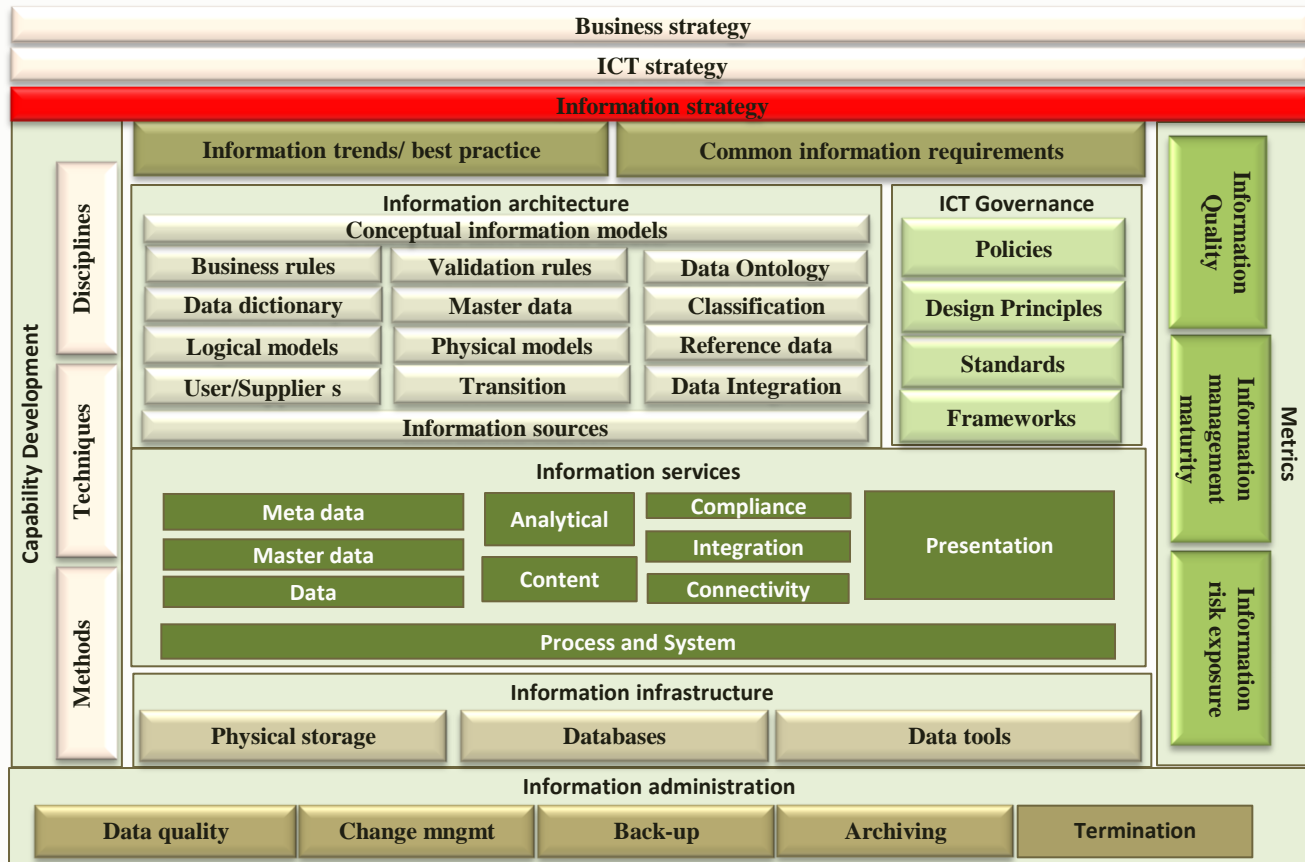 Business strategy
ICT strategy
Information strategy
Information trends/ best practice
Common information requirements
Capability Development
Disciplines
Techniques
Methods
Information architecture
Conceptual information models
Business rules
Validation rules
Data Ontology
Data dictionary
Master data
Classification
Logical models
Physical models
Reference data
User/Supplier s
Transition
Data Integration
Information sources
ICT Governance
Policies
Design Principles
Standards
Frameworks
Information services
Meta data
Master data
Data
Analytical
Content
Compliance
Integration
Connectivity
Presentation
Process and System
Information infrastructure
Physical storage
Databases
Data tools
Metrics
Information
Quality
Information
management
maturity
Information
risk exposure
Information administration
Data quality
Change mngmt
Back-up
Archiving
Termination